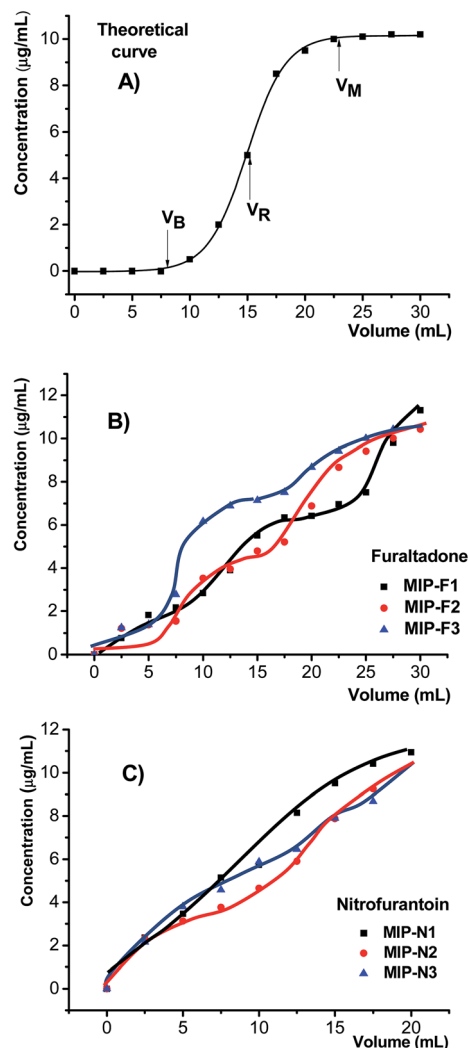 Theoretical
curve
A)
Concentration (µg/mL)
10
8
6
4
2
0
V_B
V_R
V_M
0 5 10 15 20 25 30
Volume (mL)
B)
Concentration (µg/mL)
12
10
8
6
4
2
0
Furaltadone
MIP-F1
MIP-F2
MIP-F3
0 5 10 15 20 25 30
Volume (mL)
C)
Concentration (µg/mL)
12
10
8
6
4
2
0
Nitrofurantoin
MIP-N1
MIP-N2
MIP-N3
0 5 10 15 20
Volume (mL)